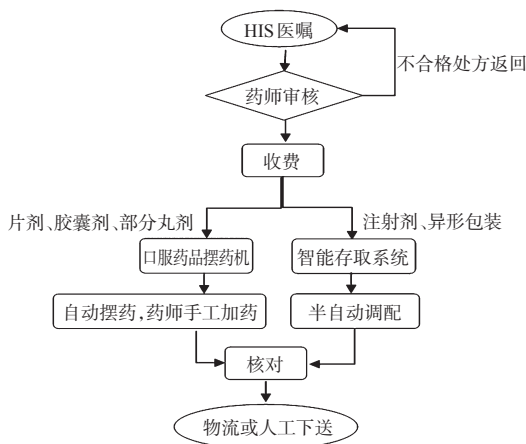 HIS医嘱
不合格处方返回
药师审核
收费
片剂、胶囊剂、部分丸剂
注射剂、异形包装
口服药品摆药机
智能存取系统
自动摆药,药师手工加药
半自动调配
核对
物流或人工下送